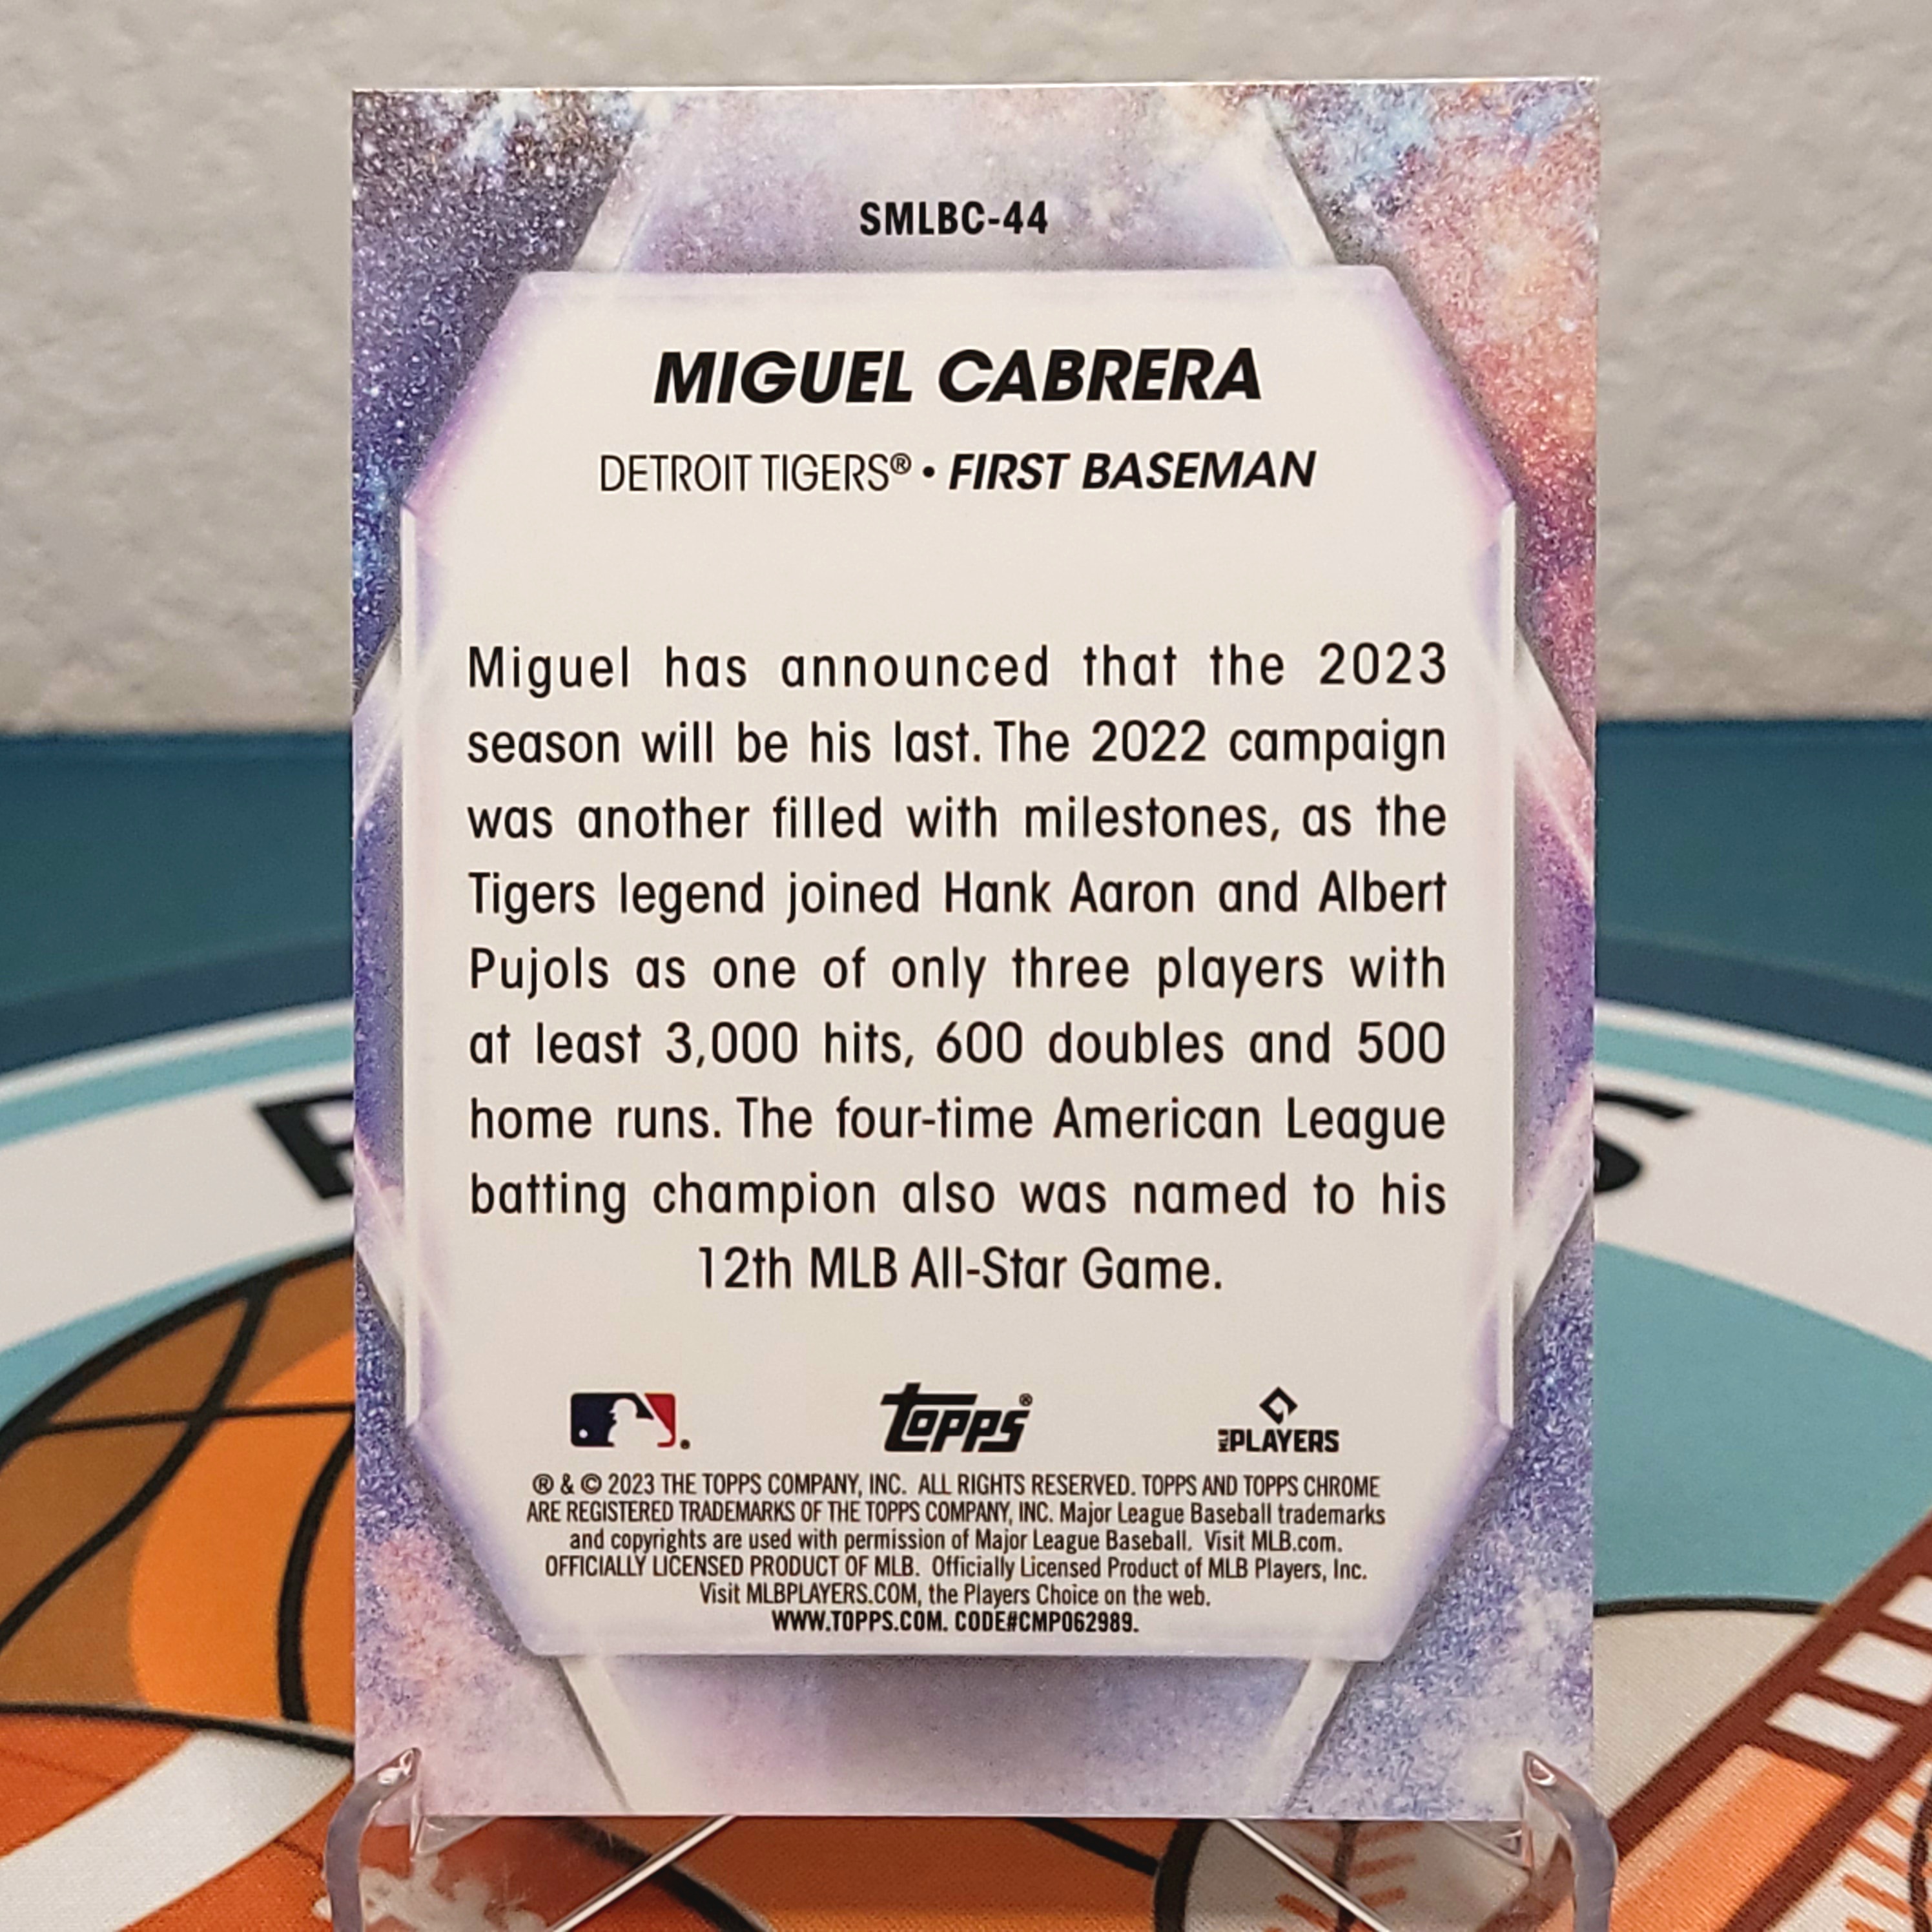 SMLBC-44
MIGUEL CABRERA
DETROIT TIGERS® • FIRST BASEMAN
Miguel has announced that the 2023
season will be his last. The 2022 campaign
was another filled with milestones, as the
Tigers legend joined Hank Aaron and Albert
Pujols as one of only three players with
at least 3,000 hits, 600 doubles and 500
home runs. The four-time American League
batting champion also was named to his
12th MLB All-Star Game.
topps® MLB PLAYERS
® & © 2023 THE TOPPS COMPANY, INC. ALL RIGHTS RESERVED. TOPPS AND TOPPS CHROME
ARE REGISTERED TRADEMARKS OF THE TOPPS COMPANY, INC. Major League Baseball trademarks
and copyrights are used with permission of Major League Baseball. Visit MLB.com.
OFFICIALLY LICENSED PRODUCT OF MLB. Officially Licensed Product of MLB Players, Inc.
Visit MLBPLAYERS.COM, the Players Choice on the web.
WWW.TOPPS.COM. CODE#CMP062989.